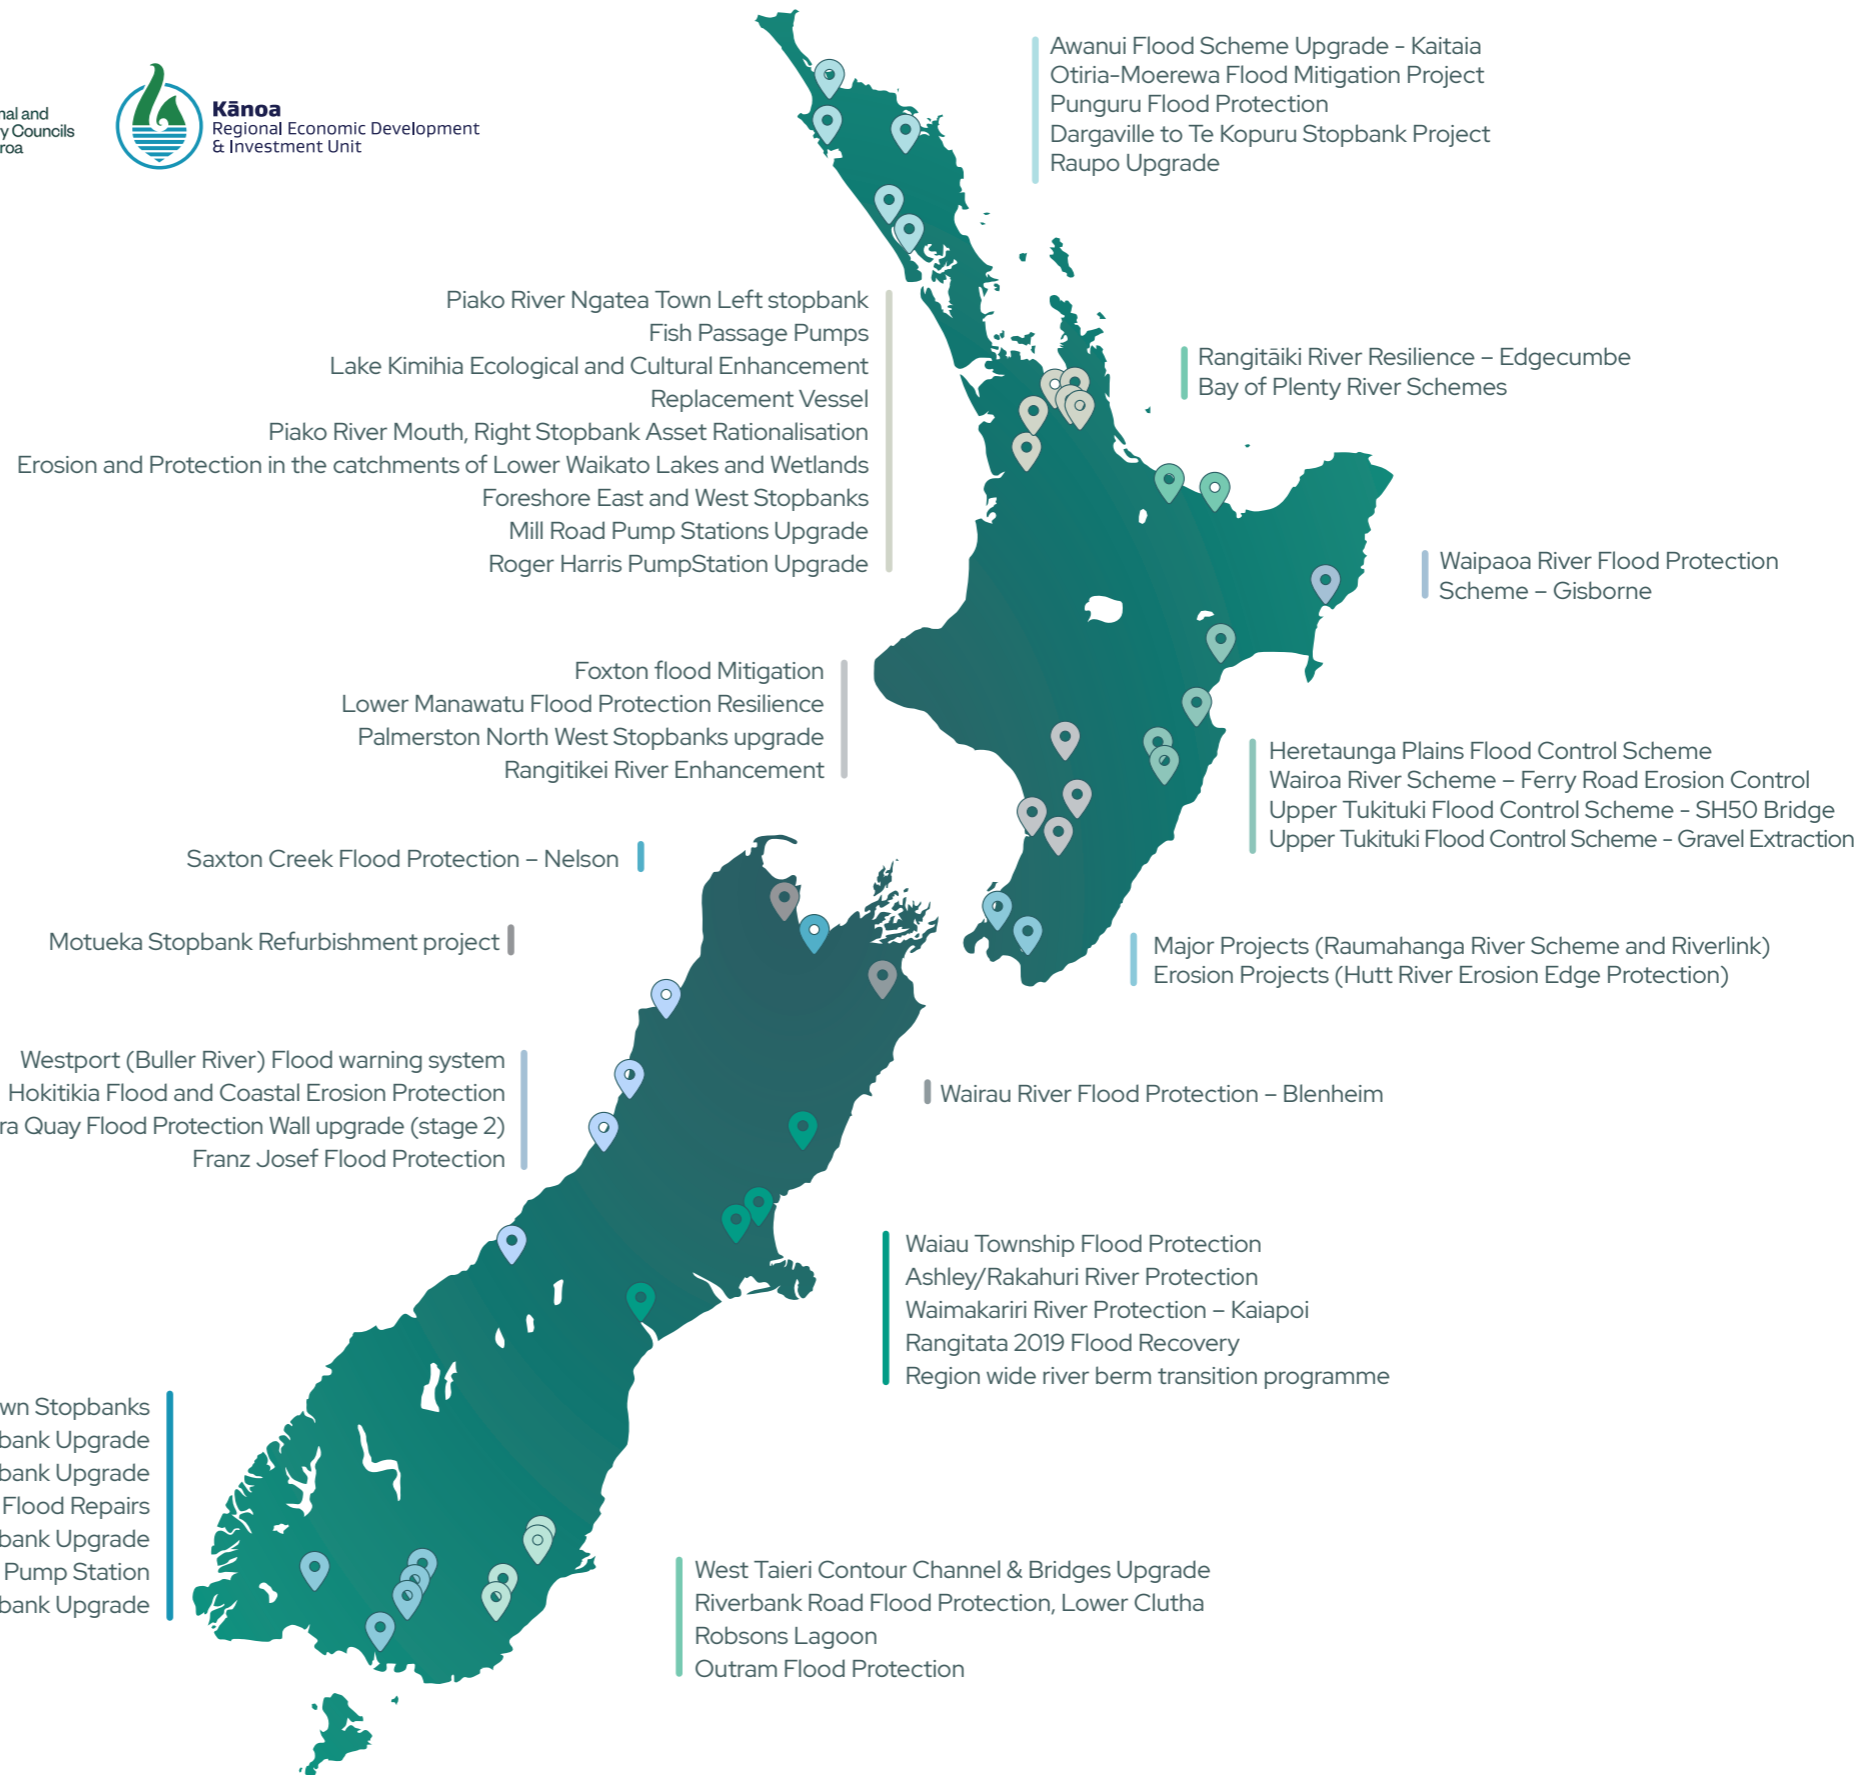 nal and
y Councils
roa
Kānoa
Regional Economic Development
& Investment Unit
Awanui Flood Scheme Upgrade - Kaitaia
Otiria-Moerewa Flood Mitigation Project
Punguru Flood Protection
Dargaville to Te Kopuru Stopbank Project
Raupo Upgrade
Piako River Ngatea Town Left stopbank
Fish Passage Pumps
Lake Kimihia Ecological and Cultural Enhancement
Replacement Vessel
Piako River Mouth, Right Stopbank Asset Rationalisation
Erosion and Protection in the catchments of Lower Waikato Lakes and Wetlands
Foreshore East and West Stopbanks
Mill Road Pump Stations Upgrade
Roger Harris PumpStation Upgrade
Rangitāiki River Resilience – Edgecumbe
Bay of Plenty River Schemes
Waipaoa River Flood Protection
Scheme – Gisborne
Foxton flood Mitigation
Lower Manawatu Flood Protection Resilience
Palmerston North West Stopbanks upgrade
Rangitikei River Enhancement
Heretaunga Plains Flood Control Scheme
Wairoa River Scheme – Ferry Road Erosion Control
Upper Tukituki Flood Control Scheme - SH50 Bridge
Upper Tukituki Flood Control Scheme - Gravel Extraction
Saxton Creek Flood Protection – Nelson
Motueka Stopbank Refurbishment project
Major Projects (Raumahanga River Scheme and Riverlink)
Erosion Projects (Hutt River Erosion Edge Protection)
Westport (Buller River) Flood warning system
Hokitikia Flood and Coastal Erosion Protection
ra Quay Flood Protection Wall upgrade (stage 2)
Franz Josef Flood Protection
Wairau River Flood Protection – Blenheim
Waiau Township Flood Protection
Ashley/Rakahuri River Protection
Waimakariri River Protection – Kaiapoi
Rangitata 2019 Flood Recovery
Region wide river berm transition programme
wn Stopbanks
bank Upgrade
bank Upgrade
Flood Repairs
bank Upgrade
Pump Station
bank Upgrade
West Taieri Contour Channel & Bridges Upgrade
Riverbank Road Flood Protection, Lower Clutha
Robsons Lagoon
Outram Flood Protection